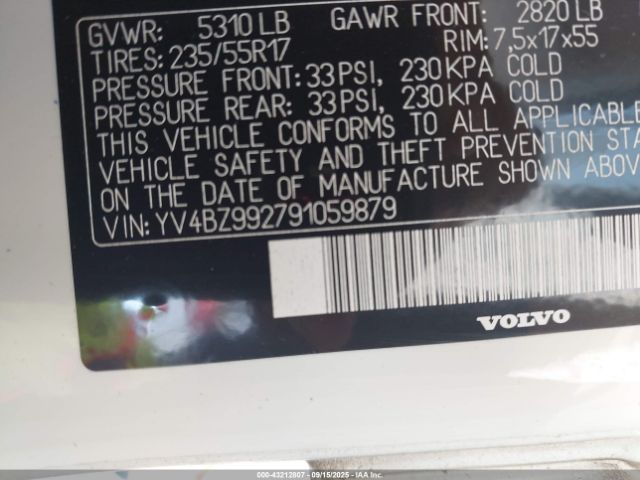 GVWR: 5310 LB GAWR FRONT: 2820 LB
TIRES: 235/55R17 RIM: 7,5x17x55
PRESSURE FRONT: 33 PSI, 230 KPA COLD
PRESSURE REAR: 33 PSI, 230 KPA COLD
THIS VEHICLE CONFORMS TO ALL APPLICABLE
VEHICLE SAFETY AND THEFT PREVENTION STA
ON THE DATE OF MANUFACTURE SHOWN ABOV
VIN: YV4BZ992791059879
VOLVO
000-43212807 - 09/15/2025 - © IAA Holdings, LLC